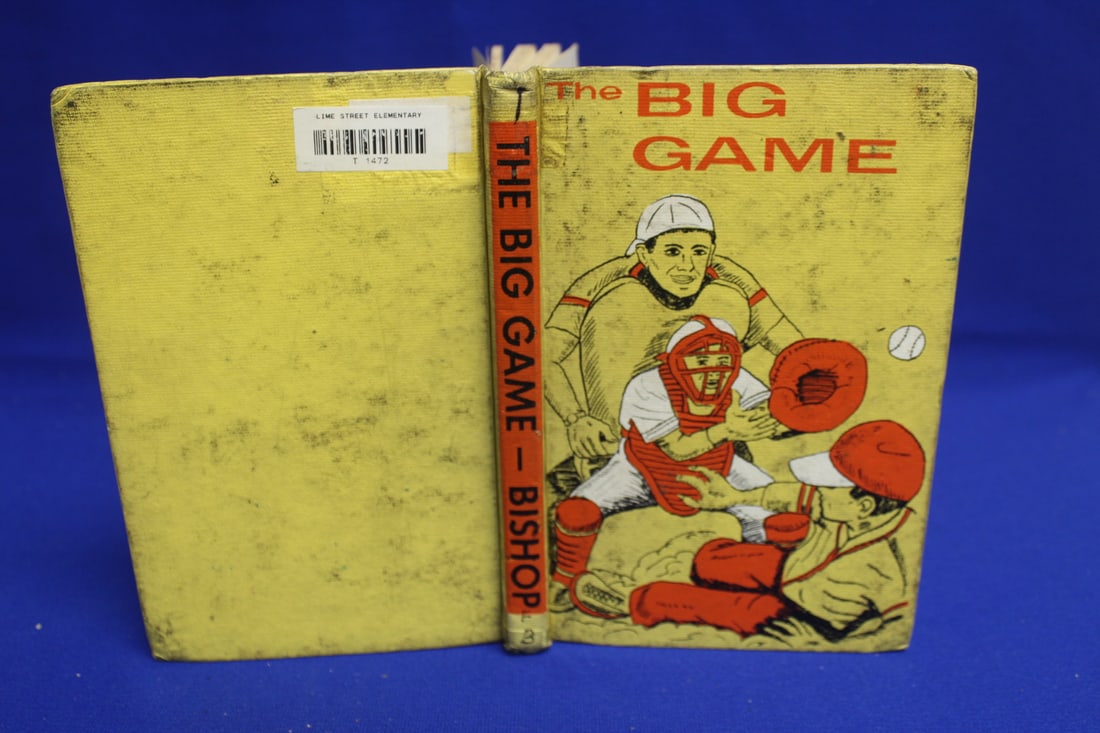 LIME STREET ELEMENTARY
T 1472
THE BIG GAME — BISHOP
B
The BIG
GAME